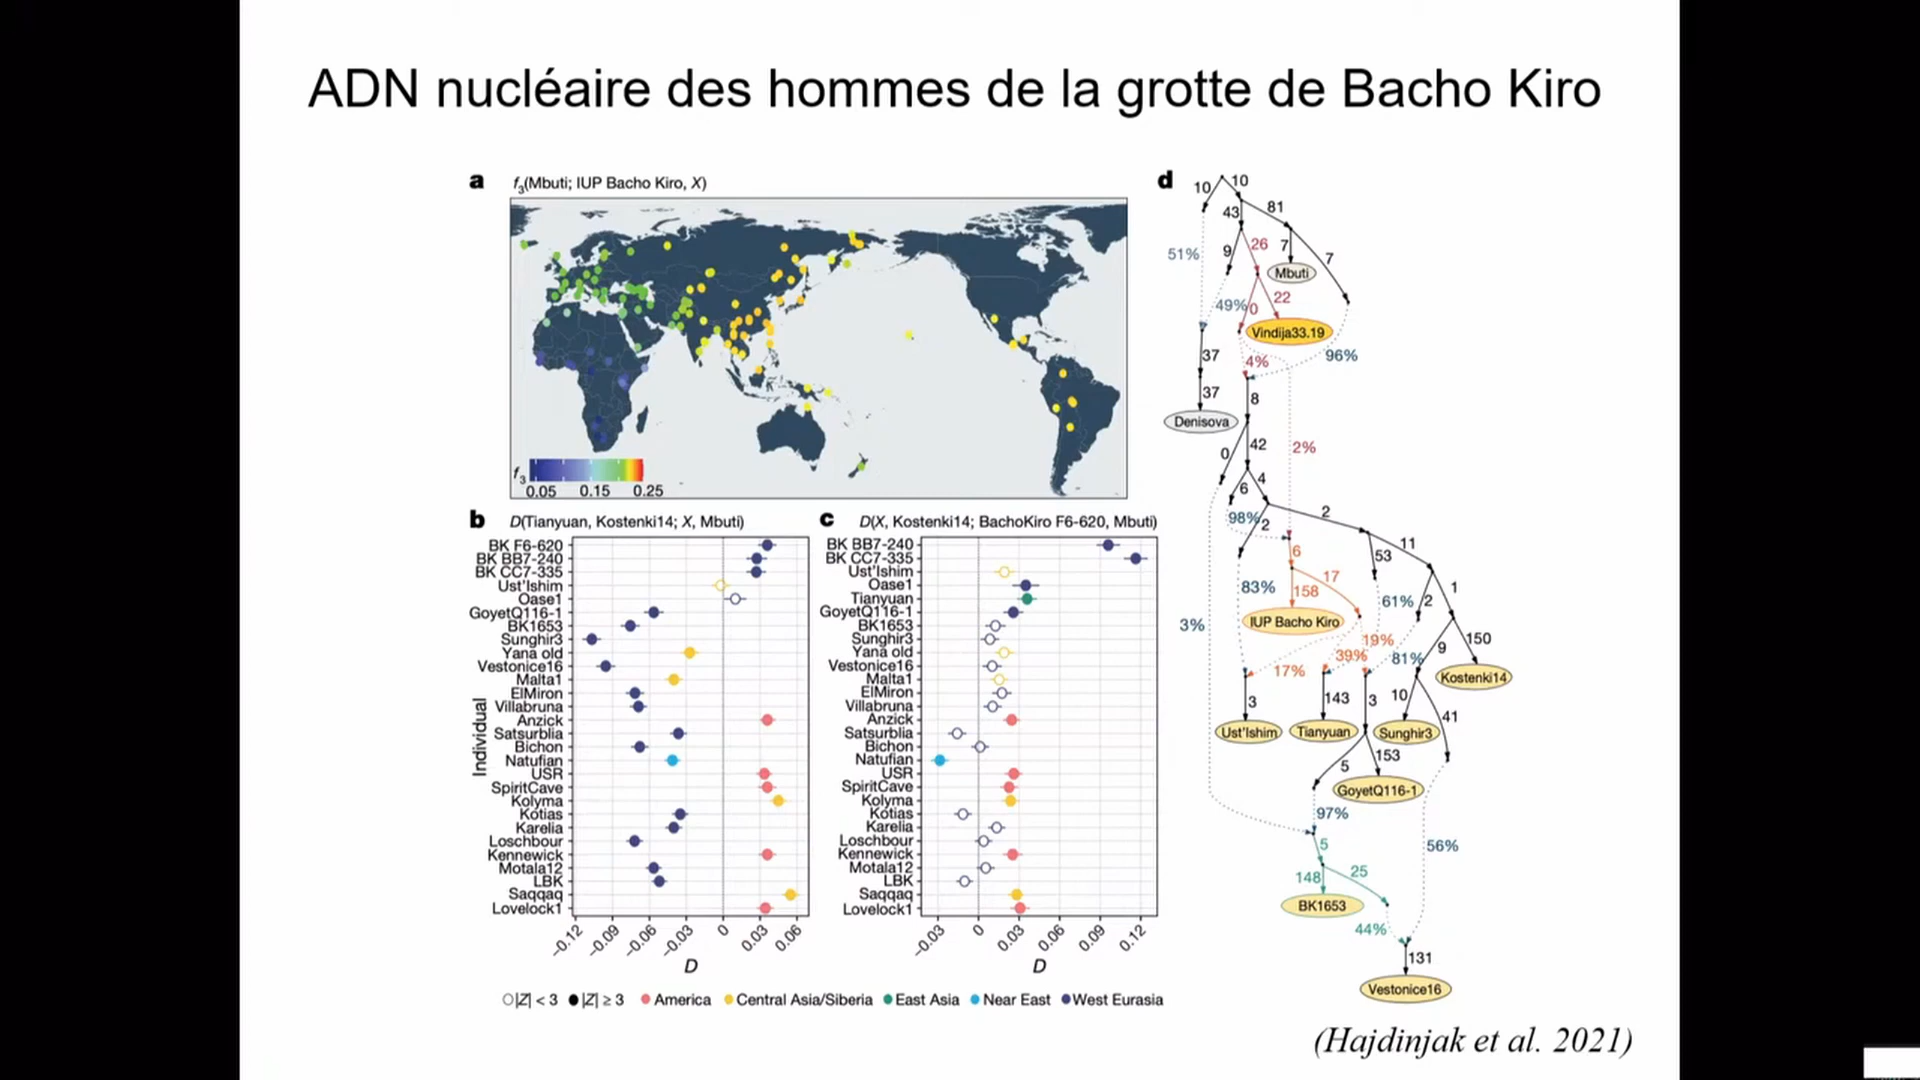 ADN nucléaire des hommes de la grotte de Bacho Kiro
a f3(Mbuti; IUP Bacho Kiro, X)
f3
0.05 0.15 0.25
b D(Tianyuan, Kostenki14; X, Mbuti)
Individual
BK F6-620
BK BB7-240
BK CC7-335
Ust'Ishim
Oase1
GoyetQ116-1
BK1653
Sunghir3
Yana old
Vestonice16
Malta1
ElMiron
Villabruna
Anzick
Satsurblia
Bichon
Natufian
USR
SpiritCave
Kolyma
Kotias
Karelia
Loschbour
Kennewick
Motala12
LBK
Saqqaq
Lovelock1
−0.12 −0.09 −0.06 −0.03 0 0.03 0.06
D
c D(X, Kostenki14; BachoKiro F6-620, Mbuti)
BK BB7-240
BK CC7-335
Ust'Ishim
Oase1
Tianyuan
GoyetQ116-1
BK1653
Sunghir3
Yana old
Vestonice16
Malta1
ElMiron
Villabruna
Anzick
Satsurblia
Bichon
Natufian
USR
SpiritCave
Kolyma
Kotias
Karelia
Loschbour
Kennewick
Motala12
LBK
Saqqaq
Lovelock1
−0.03 0 0.03 0.06 0.09 0.12
D
|Z| < 3 |Z| ≥ 3 America Central Asia/Siberia East Asia Near East West Eurasia
d
10 10
43 81
51% 9 26 7 7
Mbuti
49% 0 22
Vindija33.19
37 4% 96%
37 8
Denisova
0 42 2%
6 4
98% 2 2
6 53 11
83% 158 17 61% 2 1
IUP Bacho Kiro
3% 19% 150
17% 39% 81% 9
Kostenki14
3 143 3 10 41
Ust'Ishim Tianyuan Sunghir3
5 153
GoyetQ116-1
97%
5 56%
148 25
BK1653
44%
131
Vestonice16
(Hajdinjak et al. 2021)